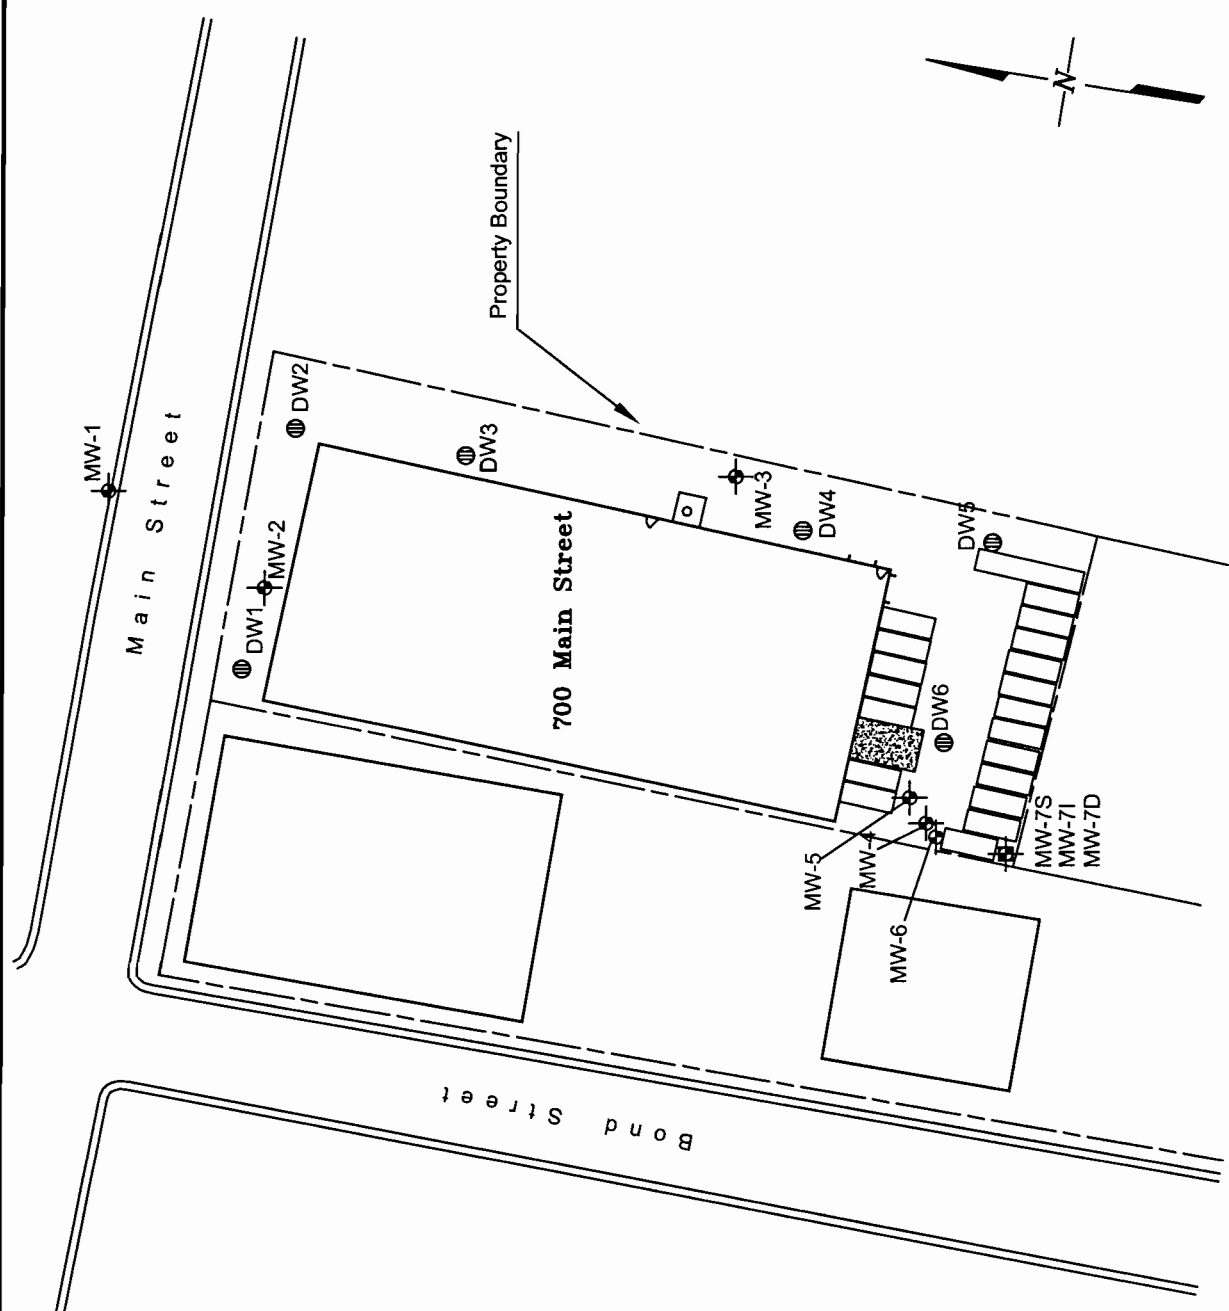 MW-1
Main Street
N
Property Boundary
DW2
MW-2
DW1
DW3
700 Main Street
MW-3
DW4
DW5
DW6
MW-5
MW-4
MW-6
MW-7S
MW-7I
MW-7D
Bond Street